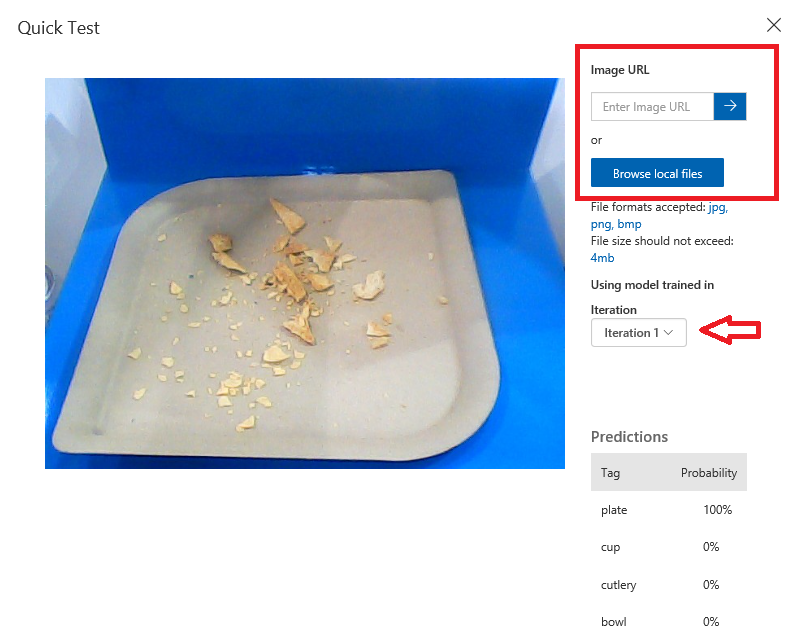 Quick Test
Image URL
Enter Image URL
or
Browse local files
File formats accepted: jpg,
png, bmp
File size should not exceed:
4mb
Using model trained in
Iteration
Iteration 1
Predictions
Tag Probability
plate 100%
cup 0%
cutlery 0%
bowl 0%